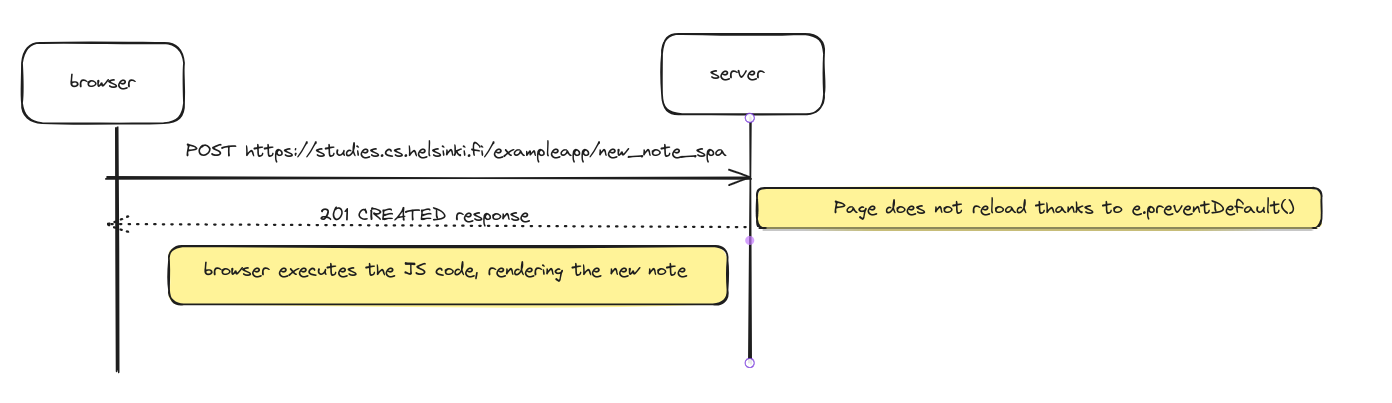 browser
server
POST https://studies.cs.helsinki.fi/exampleapp/new_note_spa
Page does not reload thanks to e.preventDefault()
201 CREATED response
browser executes the JS code, rendering the new note